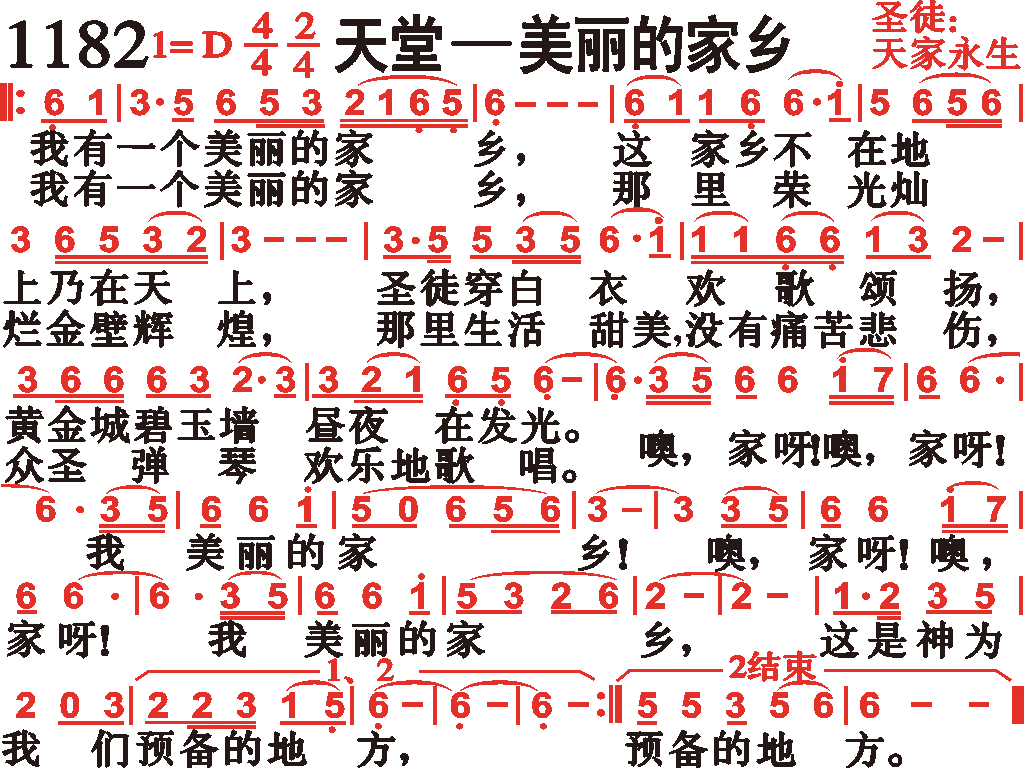 1182 1=D 4/4 2/4 天堂—美丽的家乡 圣徒:
天家永生
‖: 6 1 | 3·5 6 5 3 2 1 6 5 | 6 - - - | 6 1 1 6 6·i | 5 6 5 6 |
我有一个美丽的家 乡, 这 家乡不 在地
我有一个美丽的家 乡, 那 里 荣 光灿
3 6 5 3 2 | 3 - - - | 3·5 5 3 5 6·i | 1 1 6 6 1 3 2 - |
上乃在天 上, 圣徒穿白 衣 欢 歌 颂 扬,
烂金壁辉 煌, 那里生活 甜美,没有痛苦悲 伤,
3 6 6 6 3 2·3 | 3 2 1 6 5 6 - | 6·3 5 6 6 i 7 | 6 6 · |
黄金城碧玉墙 昼夜 在发光。
众圣 弹 琴 欢乐地歌 唱。 噢, 家呀!噢, 家呀!
6 · 3 5 | 6 6 i | 5 0 6 5 6 | 3 - | 3 3 5 | 6 6 i 7 |
我 美丽的家 乡! 噢, 家呀!噢,
6 6 · | 6 · 3 5 | 6 6 i | 5 3 2 6 | 2 - | 2 - | 1·2 3 5 |
家呀! 我 美丽的家 乡, 这是神为
1、2 2结束
2 0 3 | 2 2 3 1 5 | 6 - | 6 - | 6 - :‖ 5 5 3 5 6 | 6 - - ‖
我 们预备的地 方, 预备的地 方。